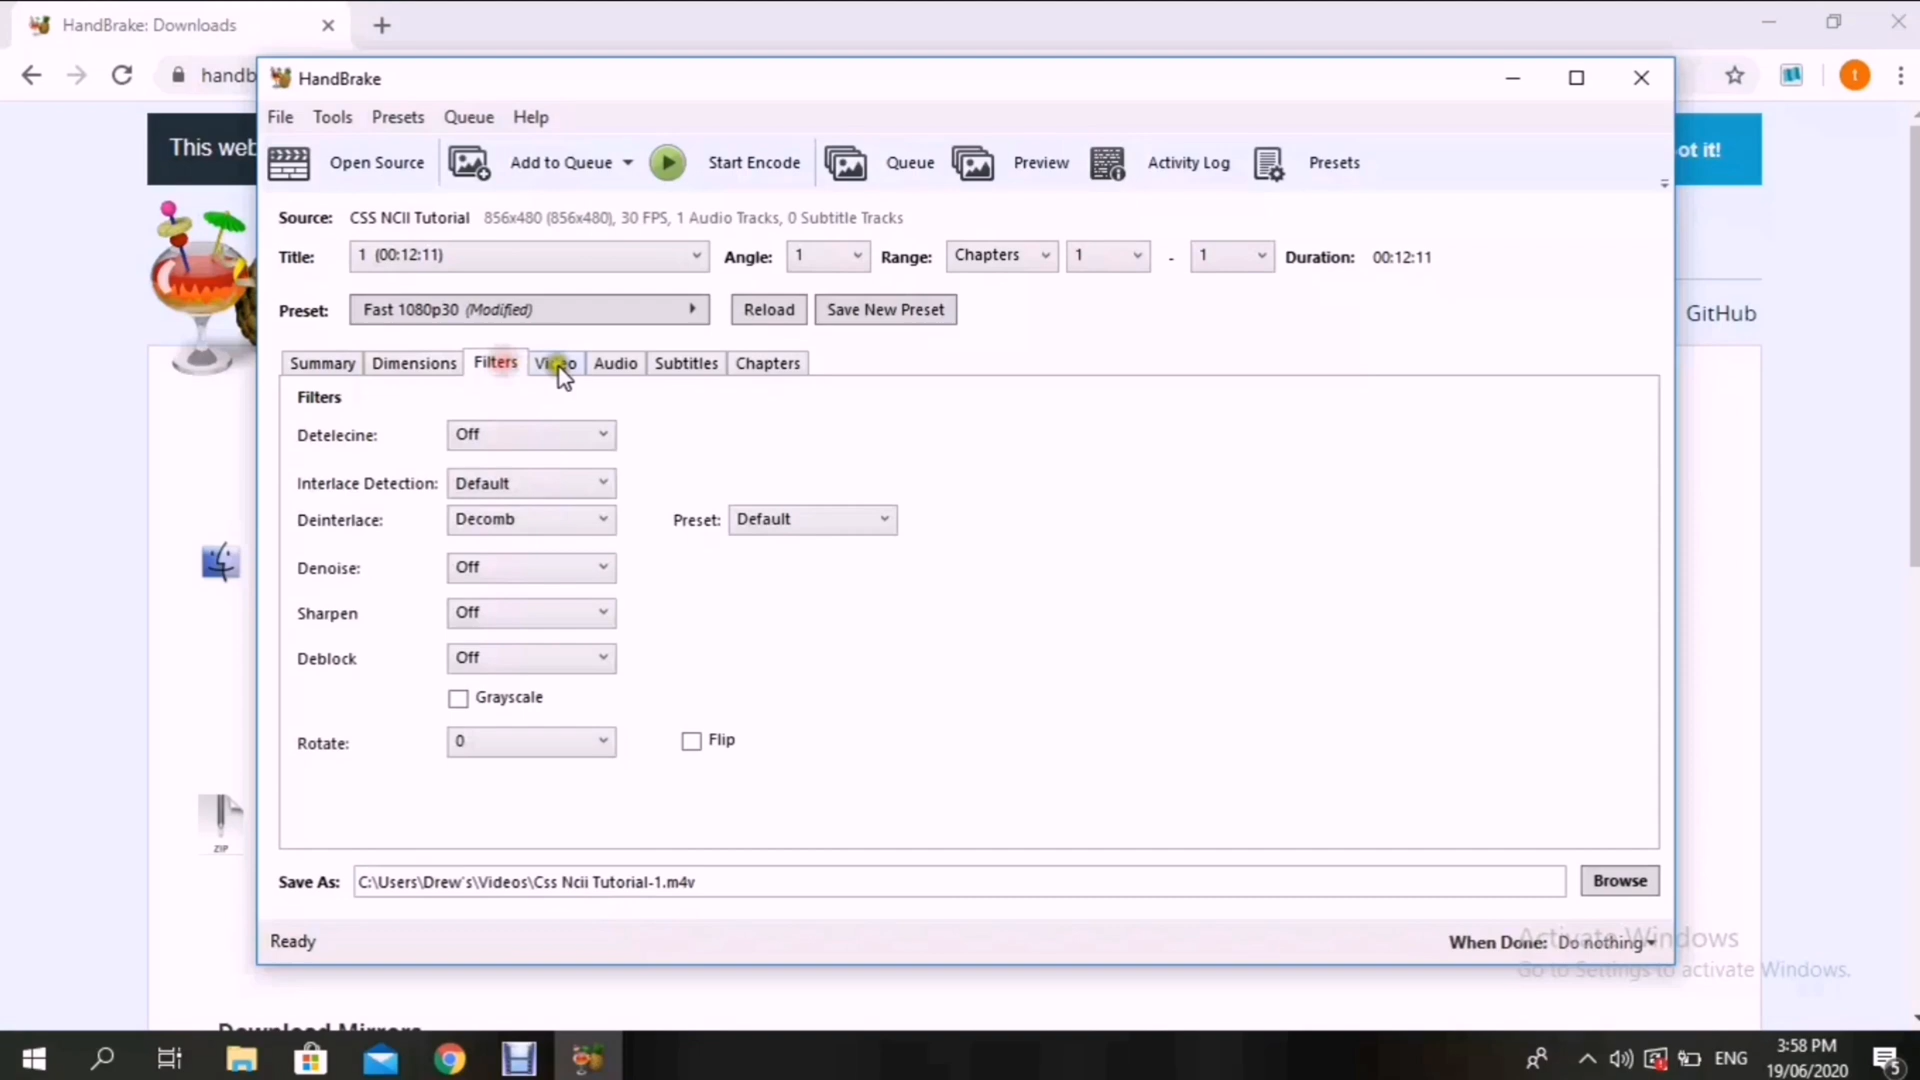 HandBrake: Downloads
handb
HandBrake
File Tools Presets Queue Help
This web
Open Source Add to Queue Start Encode Queue Preview Activity Log Presets
ot it!
Source: CSS NCII Tutorial 856x480 (856x480), 30 FPS, 1 Audio Tracks, 0 Subtitle Tracks
Title: 1 (00:12:11) Angle: 1 Range: Chapters 1 - 1 Duration: 00:12:11
Preset: Fast 1080p30 (Modified) Reload Save New Preset
GitHub
Summary Dimensions Filters Video Audio Subtitles Chapters
Filters
Detelecine: Off
Interlace Detection: Default
Deinterlace: Decomb Preset: Default
Denoise: Off
Sharpen Off
Deblock Off
Grayscale
Rotate: 0 Flip
ZIP
Save As: C:\Users\Drew's\Videos\Css Ncii Tutorial-1.m4v Browse
Ready When Done: Do nothing
Activate Windows
Go to Settings to activate Windows.
Download Mirrors
ENG 3:58 PM
19/06/2020 5